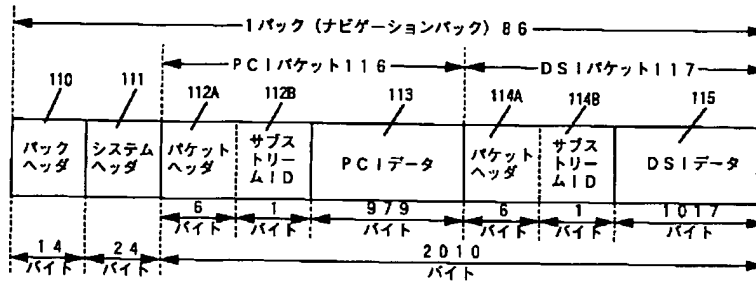 1パック（ナビゲーションパック）86
PCIパケット116
DSIパケット117
110
111
112A
112B
113
114A
114B
115
パック
ヘッダ
システム
ヘッダ
パケット
ヘッダ
サブス
トリー
ムID
PCIデータ
パケット
ヘッダ
サブス
トリー
ムID
DSIデータ
6
バイト
1
バイト
979
バイト
6
バイト
1
バイト
1017
バイト
14
バイト
24
バイト
2010
バイト